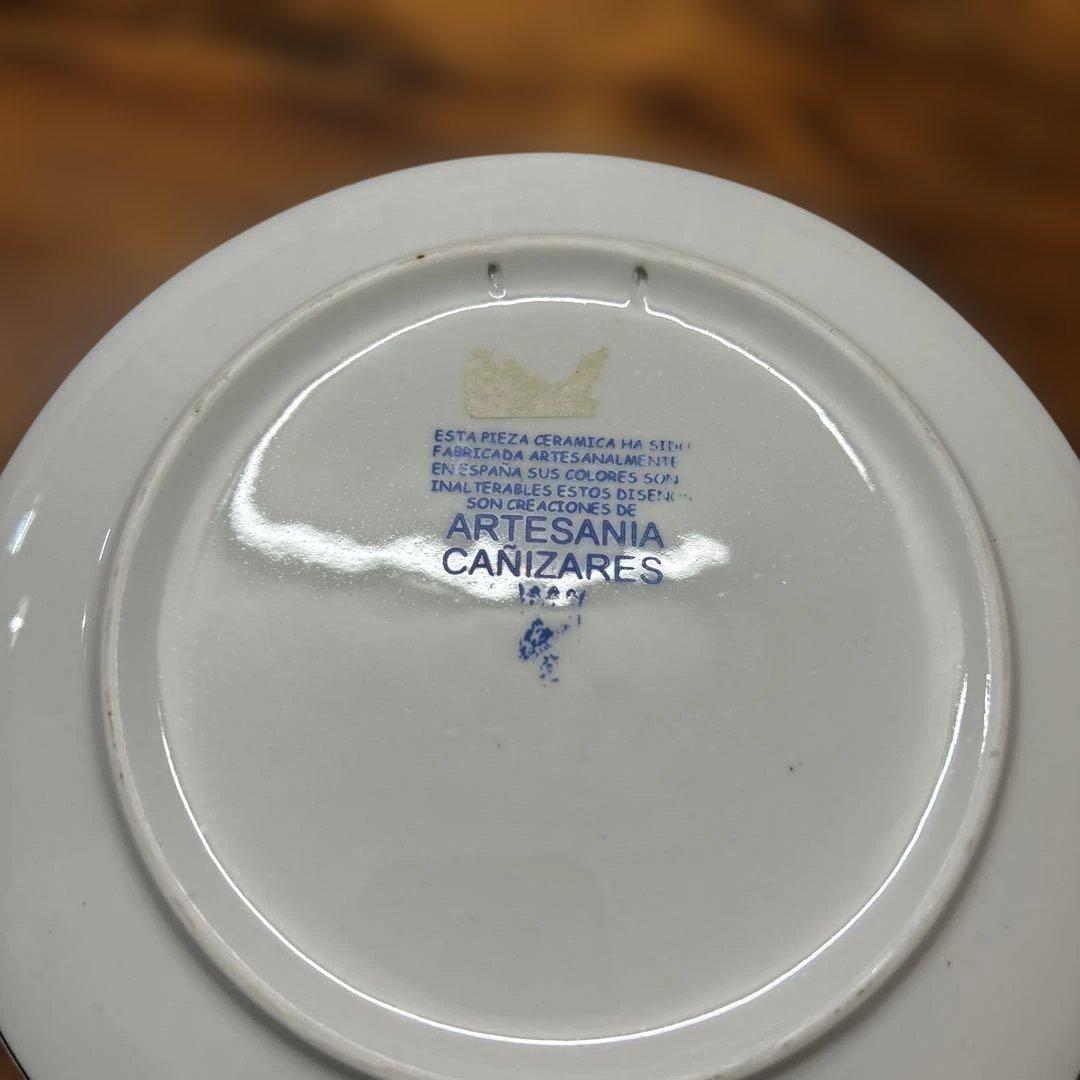 ESTA PIEZA CERAMICA HA SIDO
FABRICADA ARTESANALMENTE
EN ESPAÑA SUS COLORES SON
INALTERABLES ESTOS DISEÑOS
SON CREACIONES DE
ARTESANIA
CAÑIZARES